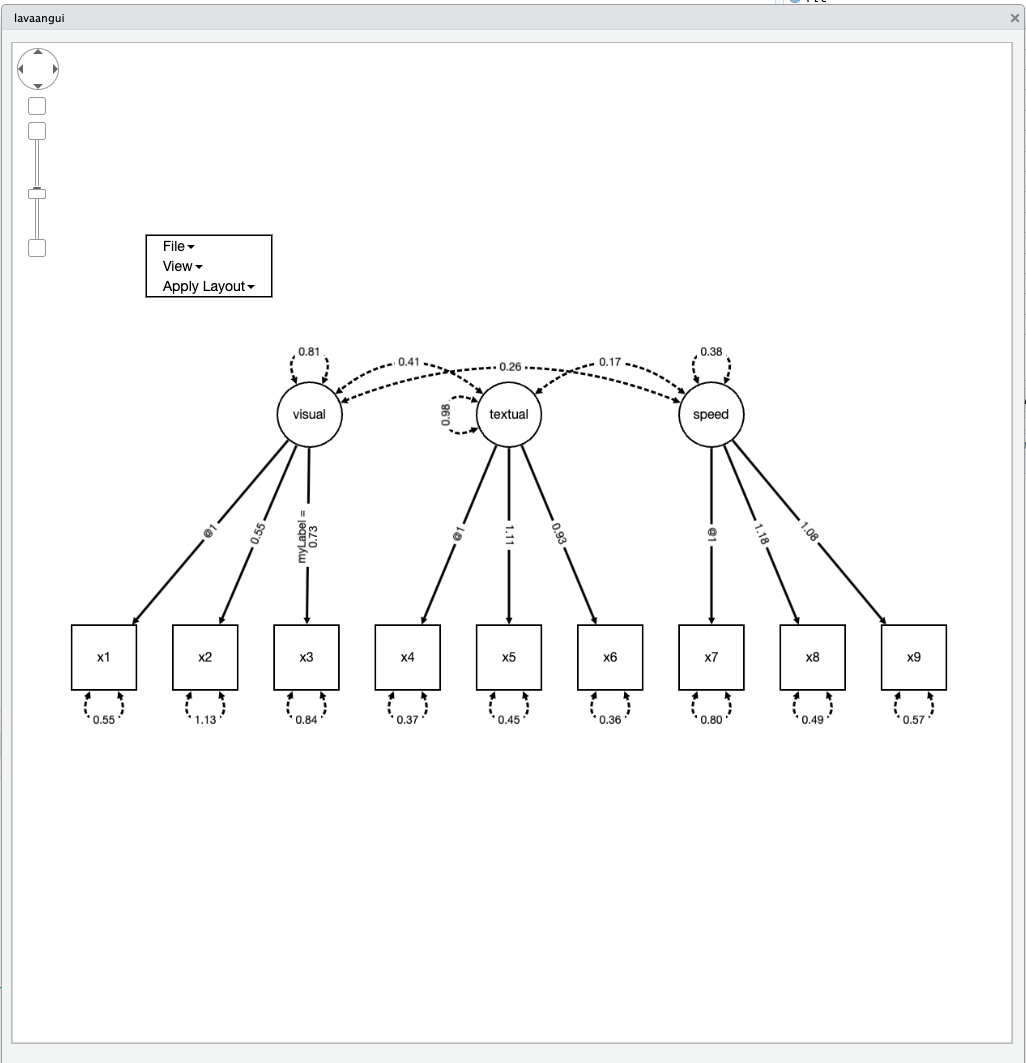 lavaangui
File
View
Apply Layout
0.81
0.41
0.26
0.17
0.38
visual
0.98
textual
speed
@1
0.55
myLabel =
0.73
@1
1.11
0.93
@1
1.18
1.08
x1
x2
x3
x4
x5
x6
x7
x8
x9
0.55
1.13
0.84
0.37
0.45
0.36
0.80
0.49
0.57